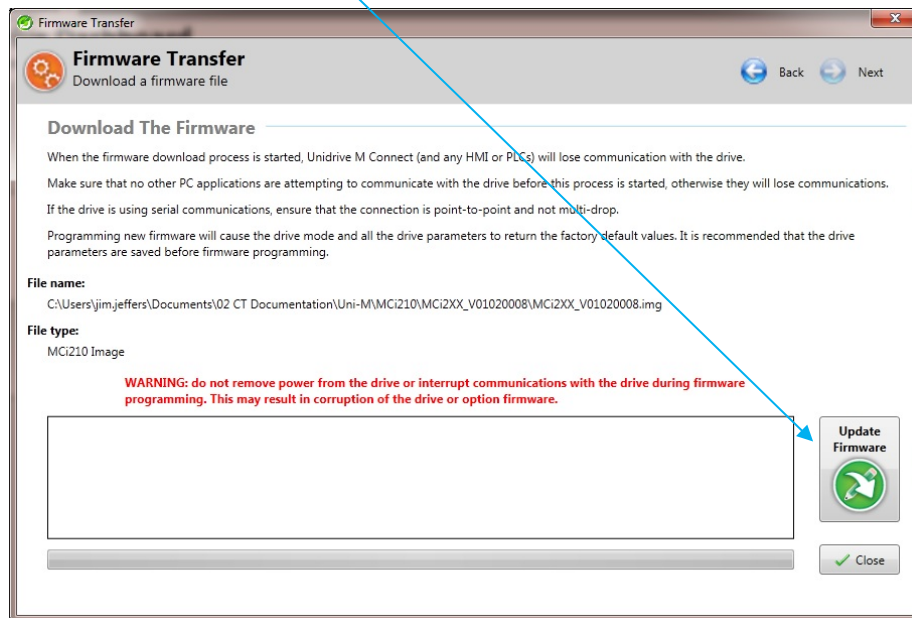 Firmware Transfer
Firmware Transfer
Download a firmware file
Back
Next
Download The Firmware
When the firmware download process is started, Unidrive M Connect (and any HMI or PLCs) will lose communication with the drive.
Make sure that no other PC applications are attempting to communicate with the drive before this process is started, otherwise they will lose communications.
If the drive is using serial communications, ensure that the connection is point-to-point and not multi-drop.
Programming new firmware will cause the drive mode and all the drive parameters to return the factory default values. It is recommended that the drive
parameters are saved before firmware programming.
File name:
C:\Users\jim.jeffers\Documents\02 CT Documentation\Uni-M\MCi210\MCi2XX_V01020008\MCi2XX_V01020008.img
File type:
MCi210 Image
WARNING: do not remove power from the drive or interrupt communications with the drive during firmware
programming. This may result in corruption of the drive or option firmware.
Update
Firmware
Close